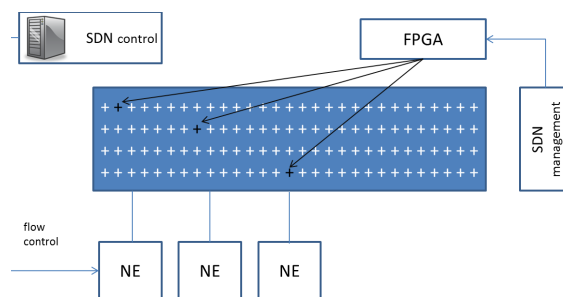 SDN control
FPGA
SDN
management
flow
control
NE
NE
NE